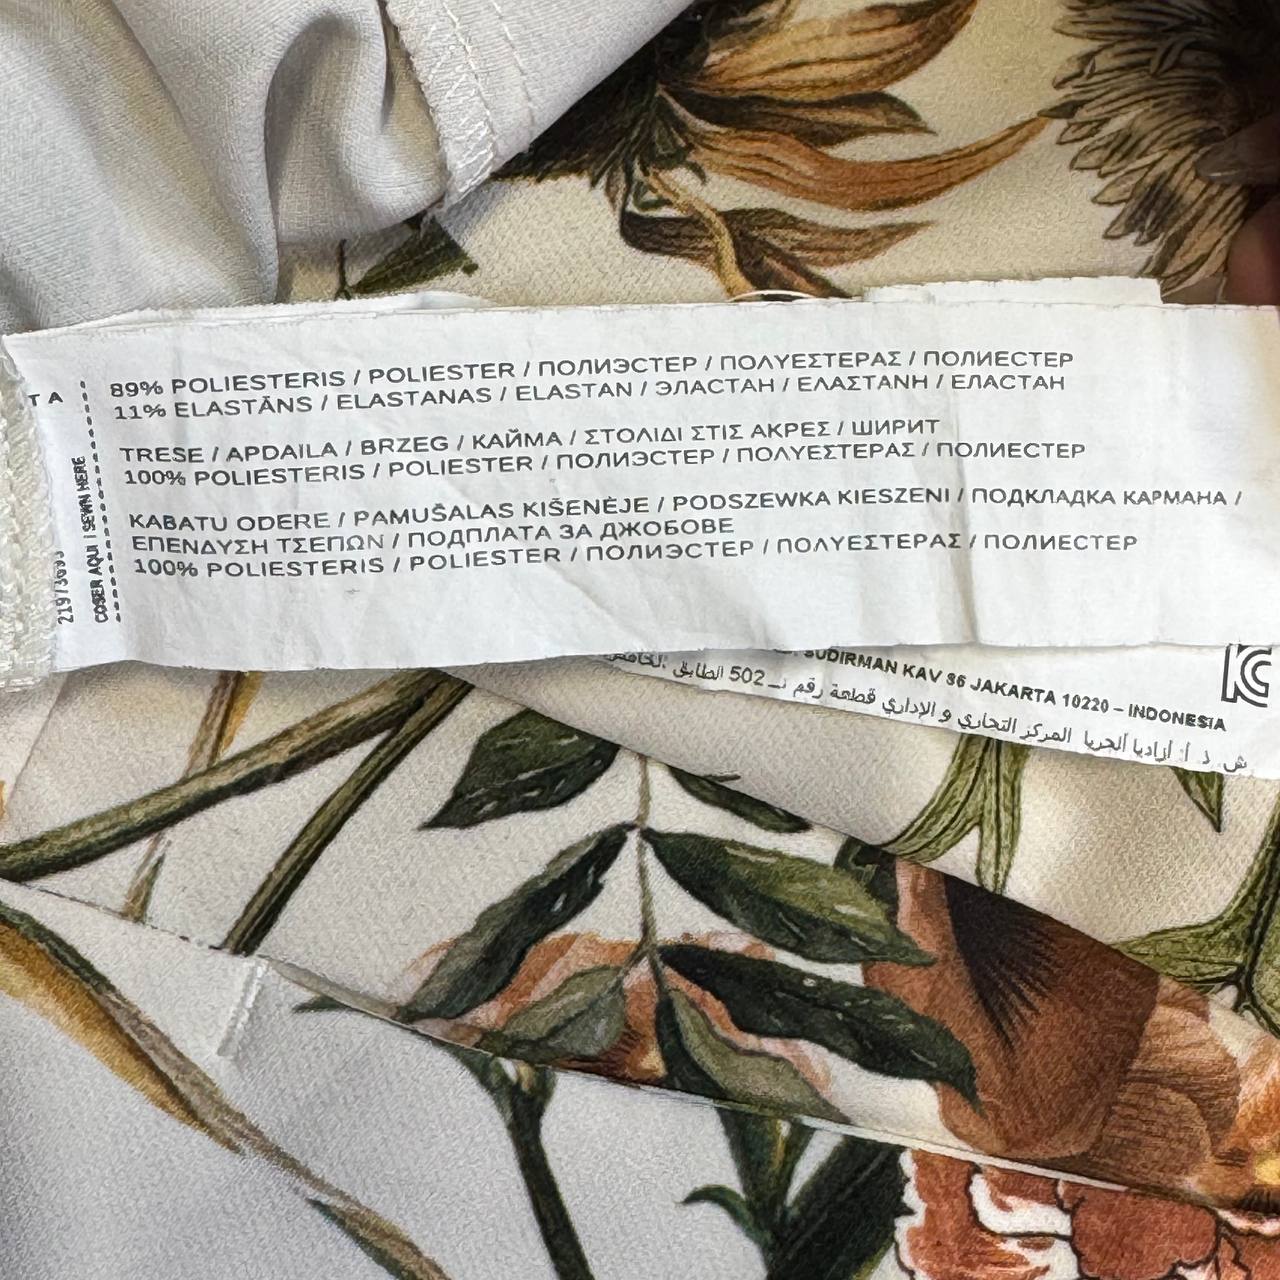 TA
89% POLIESTERIS / POLIESTER / ПОЛИЭСТЕР / ΠΟΛΥΕΣΤΕΡΑΣ / ПОЛИЕСТЕР
11% ELASTĀNS / ELASTANAS / ELASTAN / ЭЛАСТАН / ΕΛΑΣΤΑΝΗ / ЕЛАСТАН
TRESE / APDAILA / BRZEG / КАЙМА / ΣΤΟΛΙΔΙ ΣΤΙΣ ΑΚΡΕΣ / ШИРИТ
100% POLIESTERIS / POLIESTER / ПОЛИЭСТЕР / ΠΟΛΥΕΣΤΕΡΑΣ / ПОЛИЕСТЕР
KABATU ODERE / PAMUŠALAS KIŠENĖJE / PODSZEWKA KIESZENI / ПОДКЛАДКА КАРМАНА /
ΕΠΕΝΔΥΣΗ ΤΣΕΠΩΝ / ПОДПЛАТА ЗА ДЖОБОВЕ
100% POLIESTERIS / POLIESTER / ПОЛИЭСТЕР / ΠΟΛΥΕΣΤΕΡΑΣ / ПОЛИЕСТЕР
COSER AQUI | SEWN HERE
SUDIRMAN KAV 86 JAKARTA 10220 – INDONESIA
المركز التجاري و الإداري قطعة رقم نـ 502 الطابق